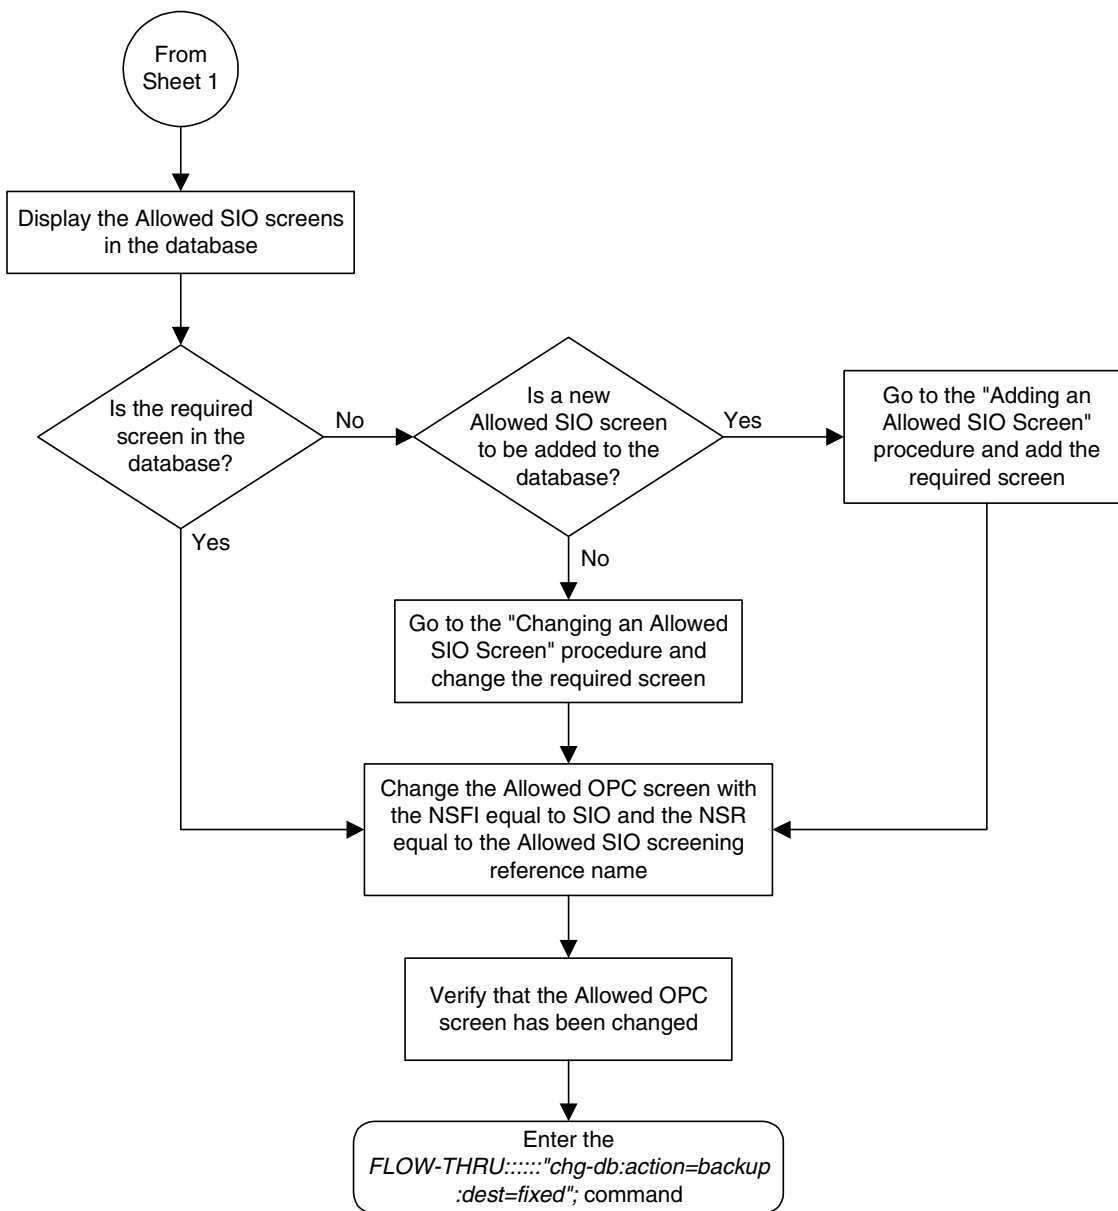 From
Sheet 1
Display the Allowed SIO screens
in the database
Is the required
screen in the
database?
No
Yes
Is a new
Allowed SIO screen
to be added to the
database?
Yes
No
Go to the "Adding an
Allowed SIO Screen"
procedure and add the
required screen
Go to the "Changing an Allowed
SIO Screen" procedure and
change the required screen
Change the Allowed OPC screen with
the NSFI equal to SIO and the NSR
equal to the Allowed SIO screening
reference name
Verify that the Allowed OPC
screen has been changed
Enter the
FLOW-THRU::::::"chg-db:action=backup
:dest=fixed"; command